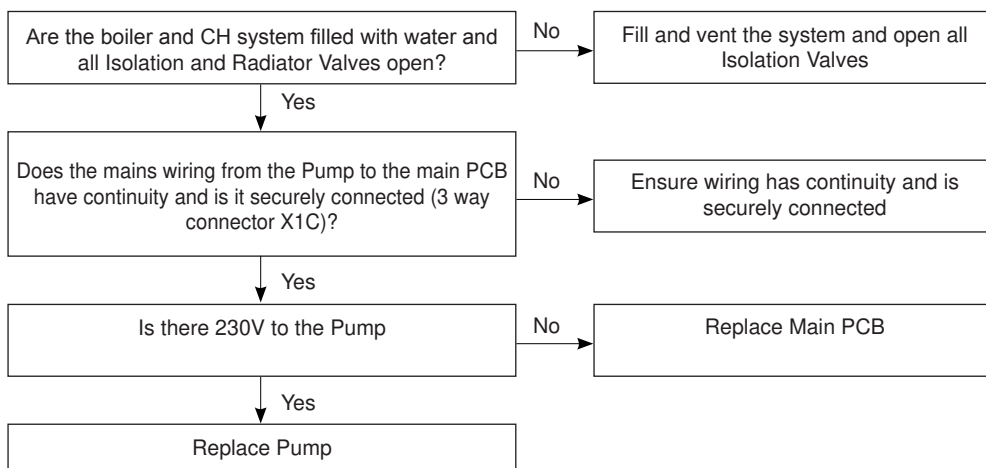 Are the boiler and CH system filled with water and
all Isolation and Radiator Valves open?
No
Fill and vent the system and open all
Isolation Valves
Yes
Does the mains wiring from the Pump to the main PCB
have continuity and is it securely connected (3 way
connector X1C)?
No
Ensure wiring has continuity and is
securely connected
Yes
Is there 230V to the Pump
No
Replace Main PCB
Yes
Replace Pump